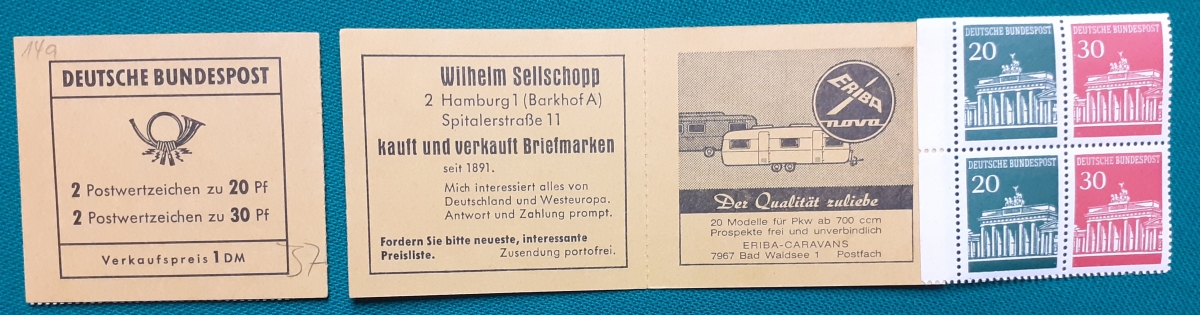 14a
DEUTSCHE BUNDESPOST
2 Postwertzeichen zu 20 Pf
2 Postwertzeichen zu 30 Pf
Verkaufspreis 1 DM
57
Wilhelm Sellschopp
2 Hamburg 1 (Barkhof A)
Spitalerstraße 11
kauft und verkauft Briefmarken
seit 1891.
Mich interessiert alles von
Deutschland und Westeuropa.
Antwort und Zahlung prompt.
Fordern Sie bitte neueste, interessante
Preisliste. Zusendung portofrei.
ERIBA
nova
Der Qualität zuliebe
20 Modelle für Pkw ab 700 ccm
Prospekte frei und unverbindlich
ERIBA-CARAVANS
7967 Bad Waldsee 1 Postfach
DEUTSCHE BUNDESPOST
20
DEUTSCHE BUNDESPOST
30
DEUTSCHE BUNDESPOST
20
DEUTSCHE BUNDESPOST
30